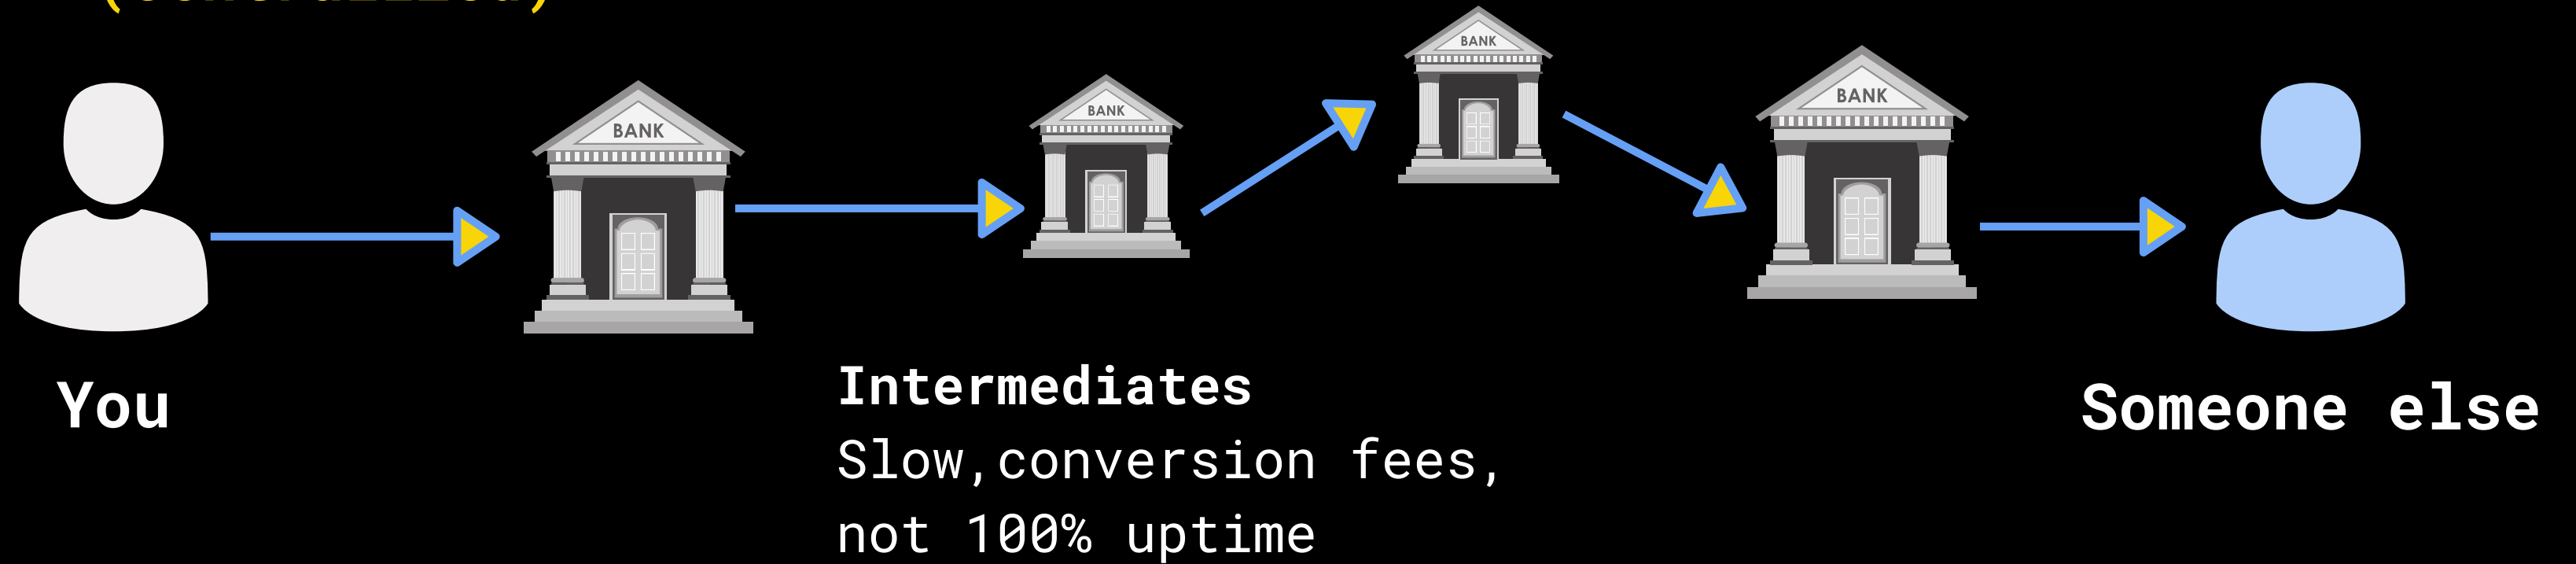 BANK
BANK
BANK
BANK
You
Intermediates
Slow,conversion fees,
not 100% uptime
Someone else